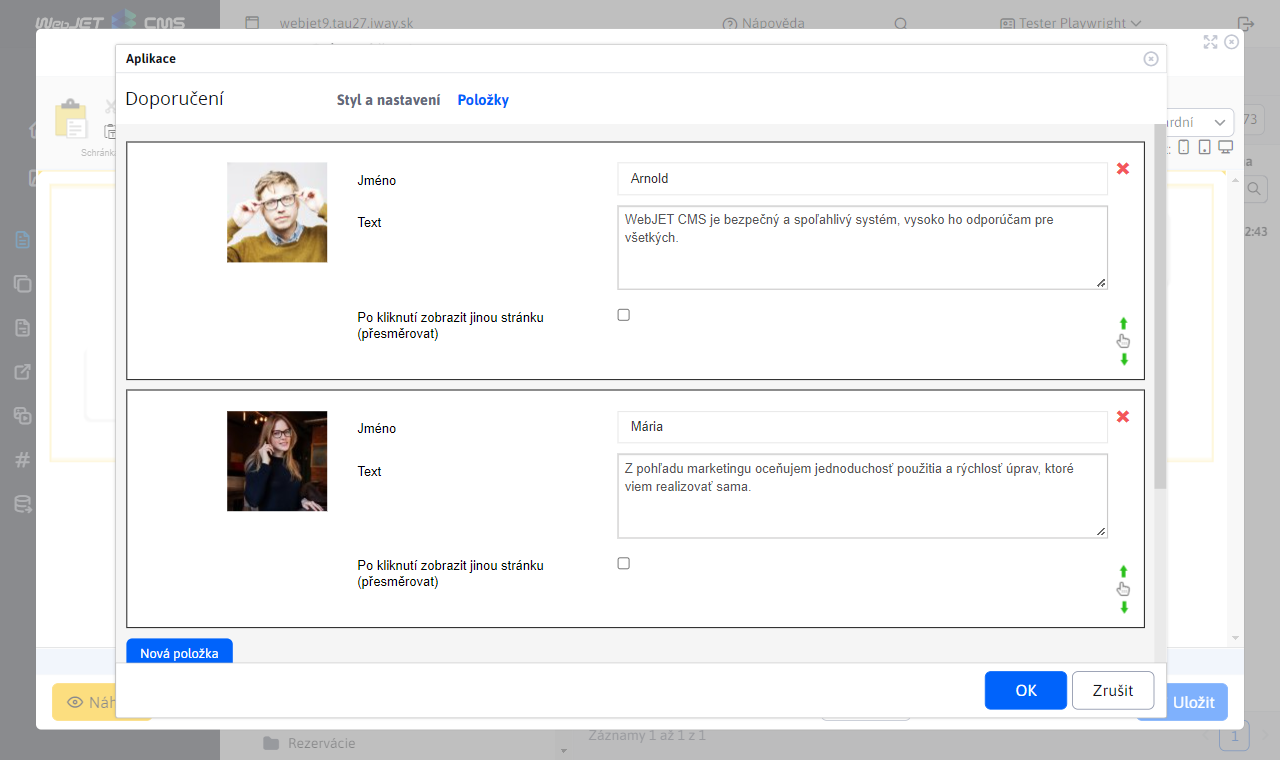 WebJET CMS
webjet9.tau27.iway.sk
Nápověda
Tester Playwright
Aplikace
Doporučení
Styl a nastavení
Položky
Schránka
73
Jméno
Arnold
Text
WebJET CMS je bezpečný a spoľahlivý systém, vysoko ho odporúčam pre
všetkých.
2:43
Po kliknutí zobrazit jinou stránku
(přesměrovat)
Jméno
Mária
Text
Z pohľadu marketingu oceňujem jednoduchosť použitia a rýchlosť úprav, ktoré
viem realizovať sama.
Po kliknutí zobrazit jinou stránku
(přesměrovat)
Nová položka
OK
Zrušit
Uložit
Rezervácie
Záznamy 1 až 1 z 1
1